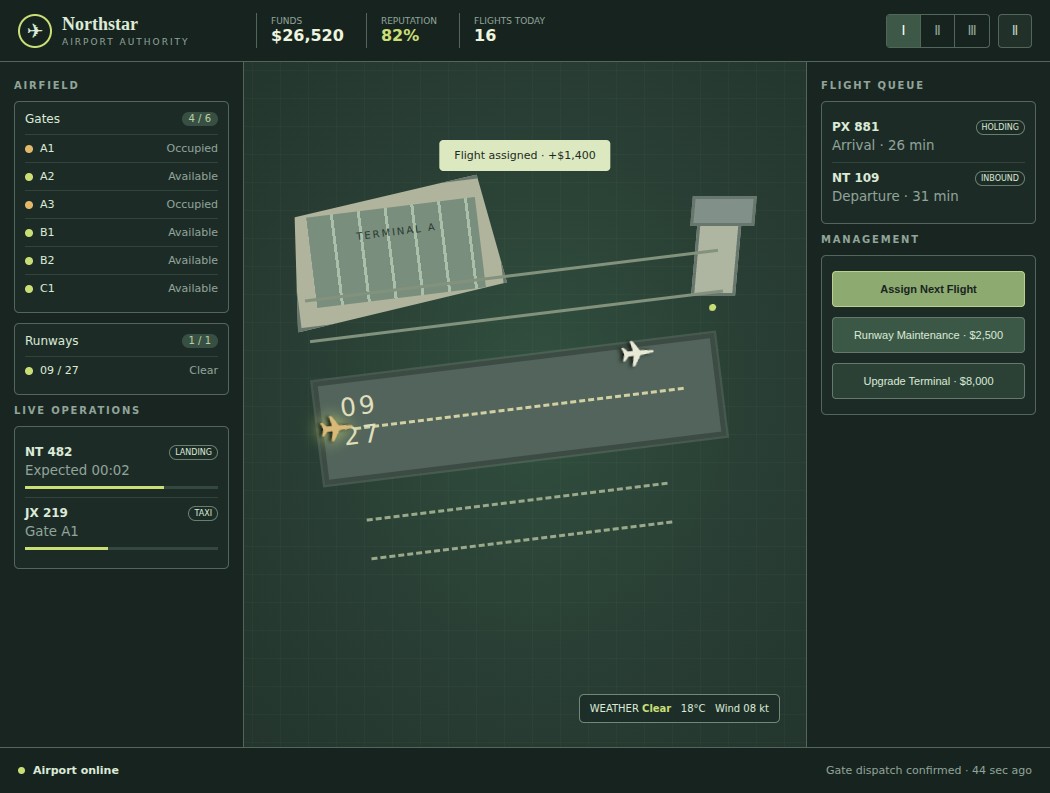 Northstar
AIRPORT AUTHORITY
FUNDS
$26,520
REPUTATION
82%
FLIGHTS TODAY
16
I
II
III
II
AIRFIELD
Gates
4 / 6
A1 Occupied
A2 Available
A3 Occupied
B1 Available
B2 Available
C1 Available
Runways
1 / 1
09 / 27 Clear
LIVE OPERATIONS
NT 482
LANDING
Expected 00:02
JX 219
TAXI
Gate A1
Flight assigned · +$1,400
TERMINAL A
09
27
WEATHER Clear 18°C Wind 08 kt
FLIGHT QUEUE
PX 881
HOLDING
Arrival · 26 min
NT 109
INBOUND
Departure · 31 min
MANAGEMENT
Assign Next Flight
Runway Maintenance · $2,500
Upgrade Terminal · $8,000
Airport online
Gate dispatch confirmed · 44 sec ago